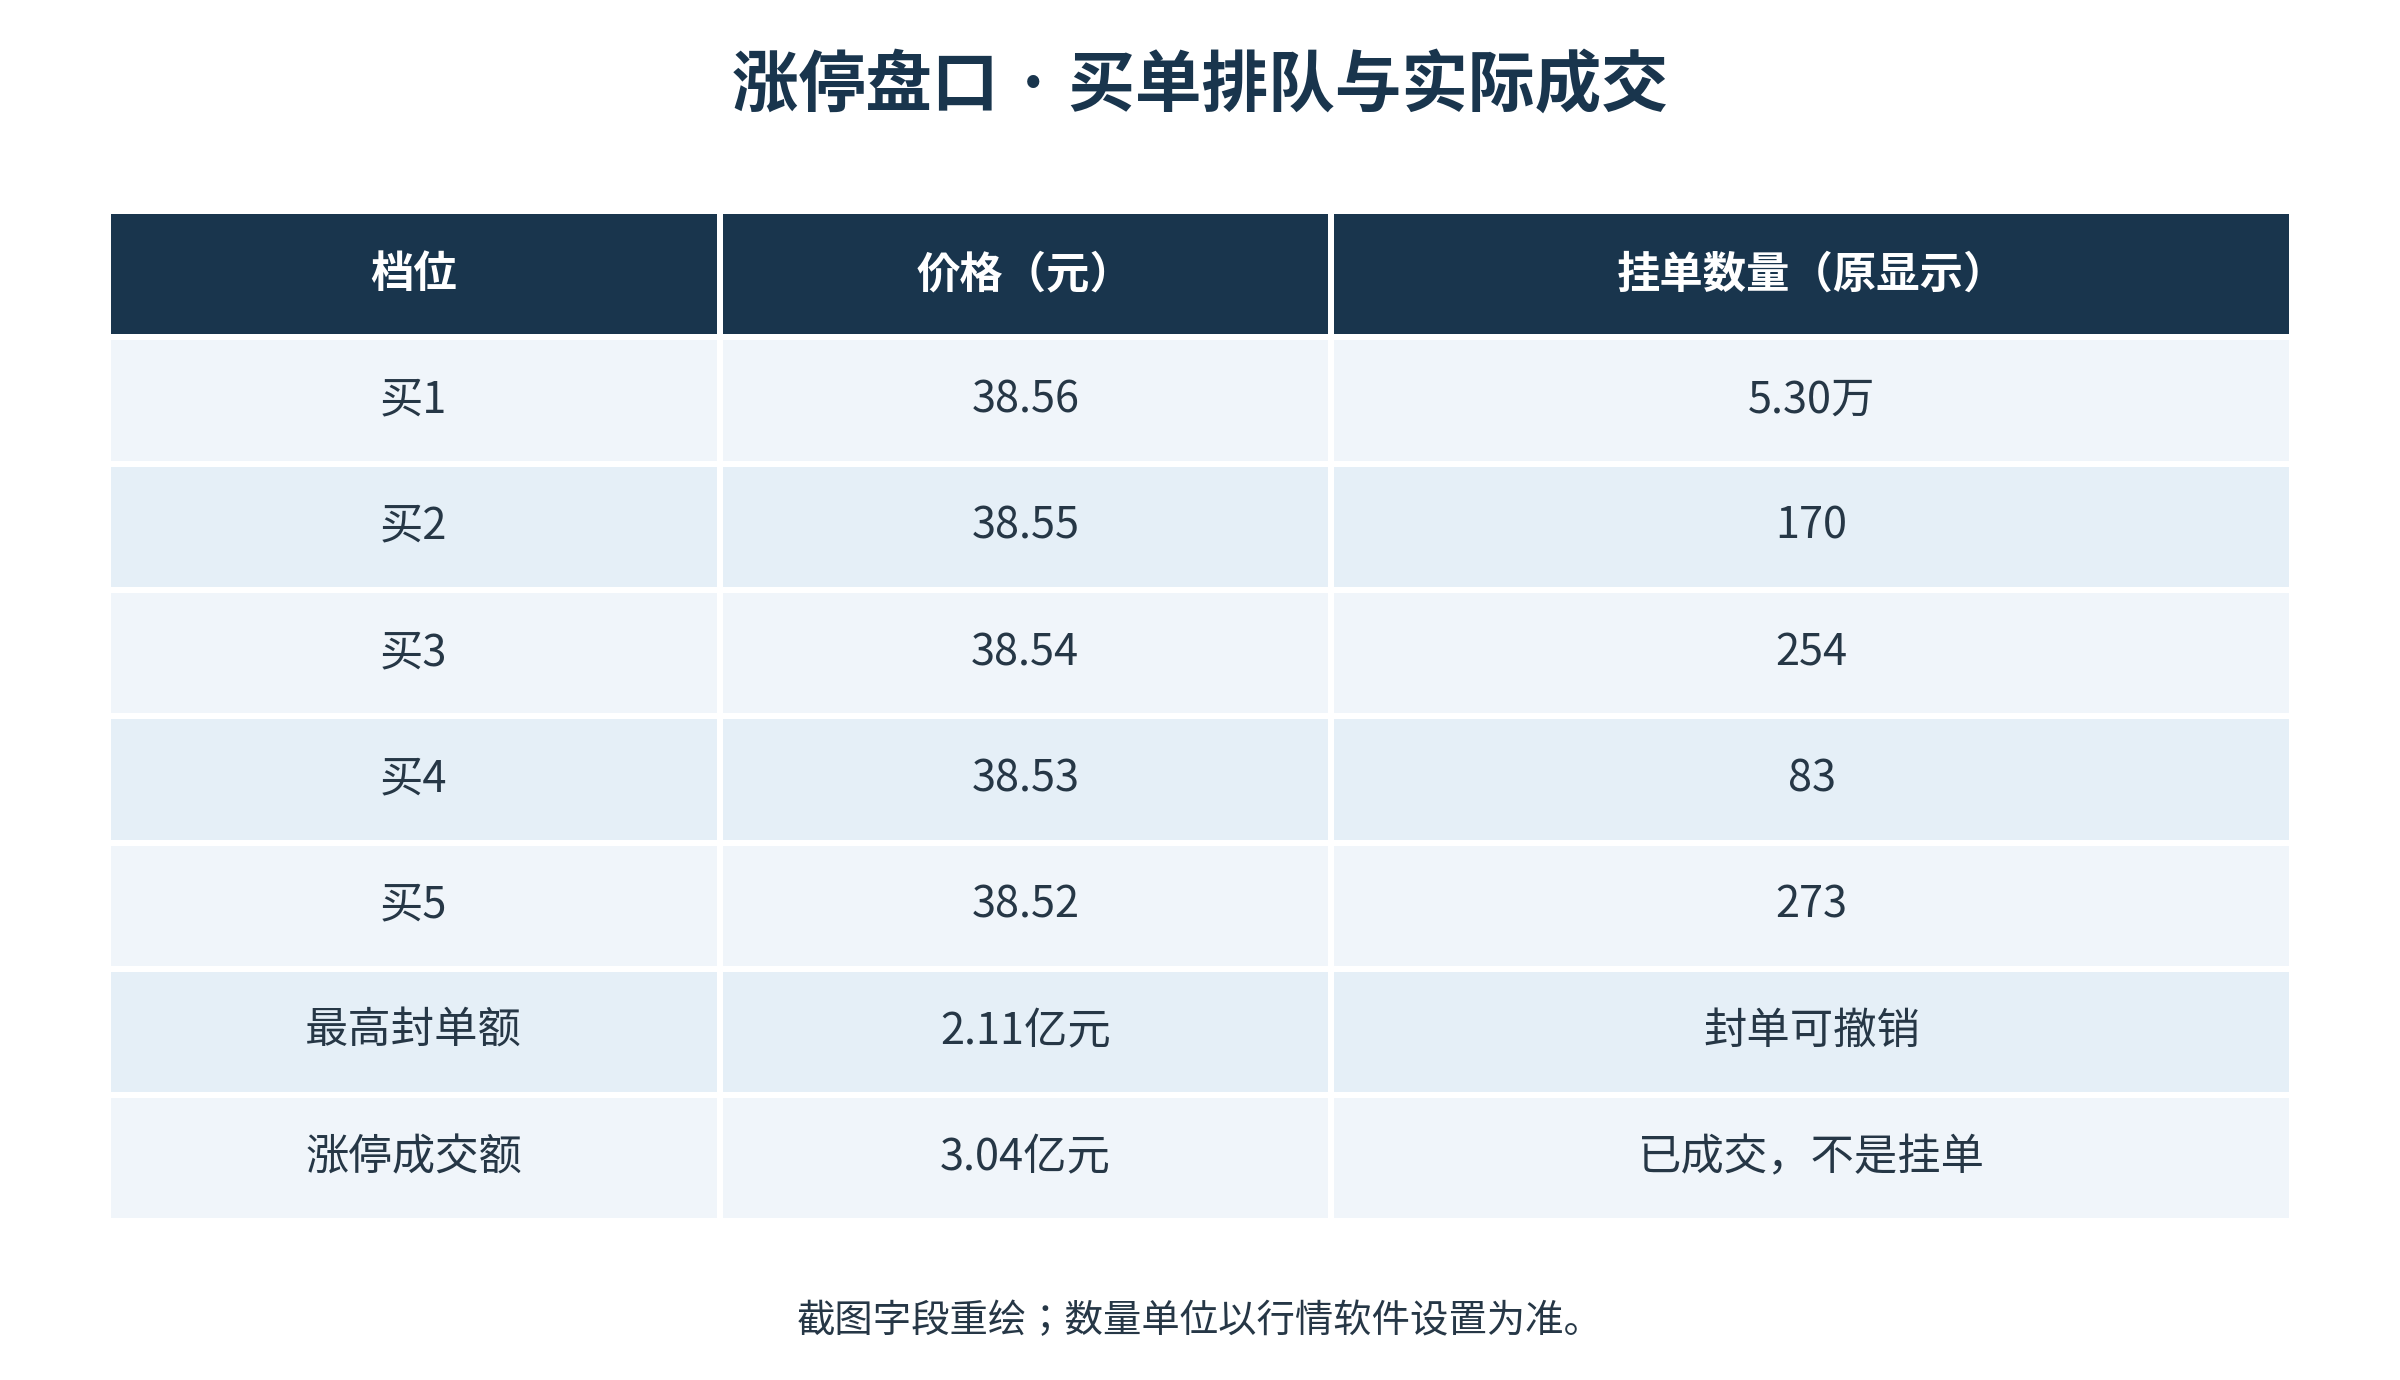 涨停盘口 · 买单排队与实际成交
档位 价格（元） 挂单数量（原显示）
买1 38.56 5.30万
买2 38.55 170
买3 38.54 254
买4 38.53 83
买5 38.52 273
最高封单额 2.11亿元 封单可撤销
涨停成交额 3.04亿元 已成交，不是挂单
截图字段重绘；数量单位以行情软件设置为准。